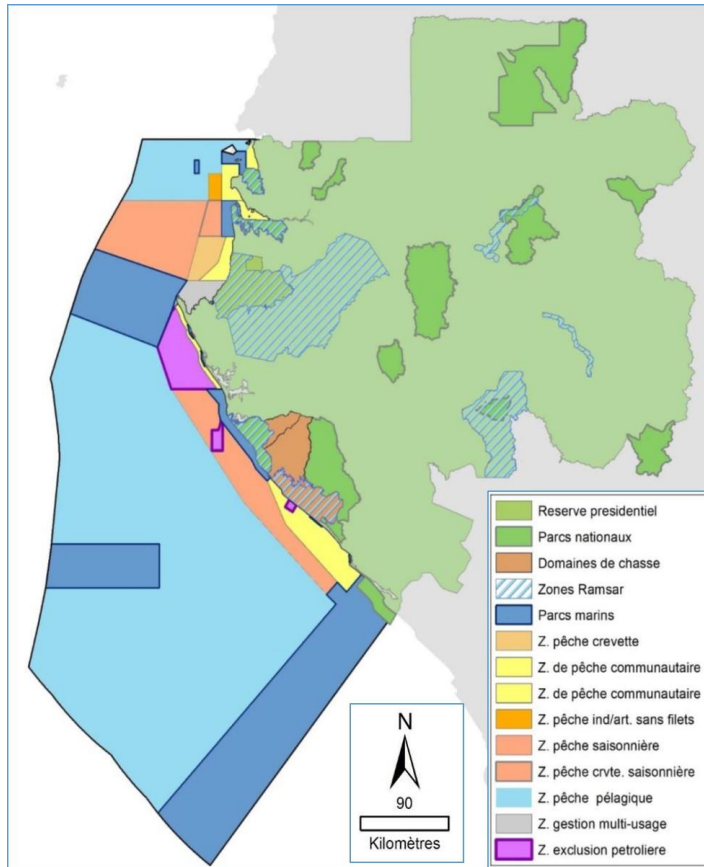 Reserve presidentiel
Parcs nationaux
Domaines de chasse
Zones Ramsar
Parcs marins
Z. pêche crevette
Z. de pêche communautaire
Z. de pêche communautaire
Z. pêche ind/art. sans filets
Z. pêche saisonnière
Z. pêche crvte. saisonnière
Z. pêche pélagique
Z. gestion multi-usage
Z. exclusion petroliere
N
90
Kilomètres